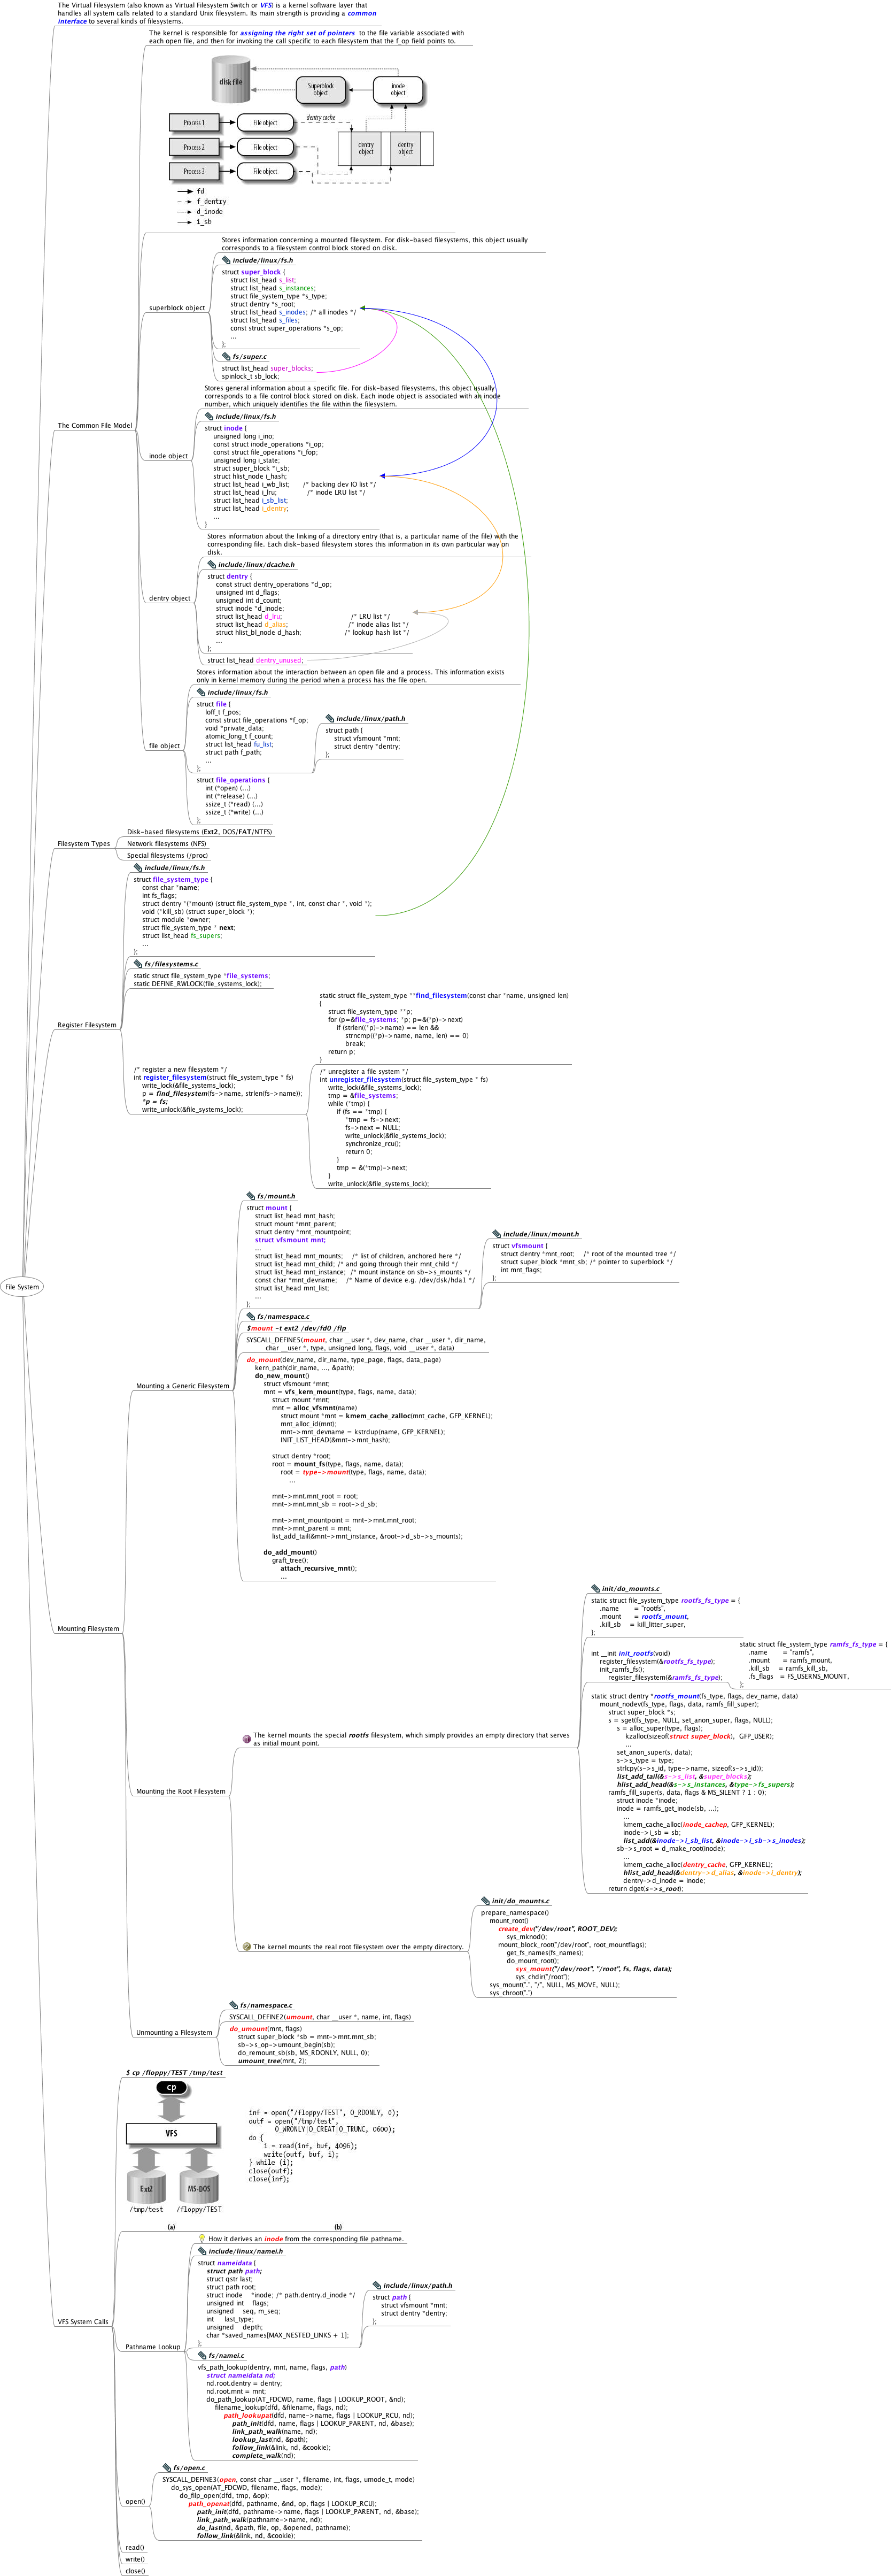 The Virtual Filesystem (also known as Virtual Filesystem Switch or VFS) is a kernel software layer that
handles all system calls related to a standard Unix filesystem. Its main strength is providing a common
interface to several kinds of filesystems.
The kernel is responsible for assigning the right set of pointers to the file variable associated with
each open file, and then for invoking the call specific to each filesystem that the f_op field points to.
disk file
Superblock
object
inode
object
Process 1
File object
dentry cache
Process 2
File object
dentry
object
dentry
object
Process 3
File object
fd
f_dentry
d_inode
i_sb
The Common File Model
superblock object
Stores information concerning a mounted filesystem. For disk-based filesystems, this object usually
corresponds to a filesystem control block stored on disk.
include/linux/fs.h
struct super_block {
struct list_head s_list;
struct list_head s_instances;
struct file_system_type *s_type;
struct dentry *s_root;
struct list_head s_inodes; /* all inodes */
struct list_head s_files;
const struct super_operations *s_op;
...
};
fs/super.c
struct list_head super_blocks;
spinlock_t sb_lock;
inode object
Stores general information about a specific file. For disk-based filesystems, this object usually
corresponds to a file control block stored on disk. Each inode object is associated with an inode
number, which uniquely identifies the file within the filesystem.
include/linux/fs.h
struct inode {
unsigned long i_ino;
const struct inode_operations *i_op;
const struct file_operations *i_fop;
unsigned long i_state;
struct super_block *i_sb;
struct hlist_node i_hash;
struct list_head i_wb_list; /* backing dev IO list */
struct list_head i_lru; /* inode LRU list */
struct list_head i_sb_list;
struct list_head i_dentry;
...
}
dentry object
Stores information about the linking of a directory entry (that is, a particular name of the file) with the
corresponding file. Each disk-based filesystem stores this information in its own particular way on
disk.
include/linux/dcache.h
struct dentry {
const struct dentry_operations *d_op;
unsigned int d_flags;
unsigned int d_count;
struct inode *d_inode;
struct list_head d_lru; /* LRU list */
struct list_head d_alias; /* inode alias list */
struct hlist_bl_node d_hash; /* lookup hash list */
...
};
struct list_head dentry_unused;
file object
Stores information about the interaction between an open file and a process. This information exists
only in kernel memory during the period when a process has the file open.
include/linux/fs.h
struct file {
loff_t f_pos;
const struct file_operations *f_op;
void *private_data;
atomic_long_t f_count;
struct list_head fu_list;
struct path f_path;
...
};
include/linux/path.h
struct path {
struct vfsmount *mnt;
struct dentry *dentry;
};
struct file_operations {
int (*open) (...)
int (*release) (...)
ssize_t (*read) (...)
ssize_t (*write) (...)
};
Filesystem Types
Disk-based filesystems (Ext2, DOS/FAT/NTFS)
Network filesystems (NFS)
Special filesystems (/proc)
Register Filesystem
include/linux/fs.h
struct file_system_type {
const char *name;
int fs_flags;
struct dentry *(*mount) (struct file_system_type *, int, const char *, void *);
void (*kill_sb) (struct super_block *);
struct module *owner;
struct file_system_type * next;
struct list_head fs_supers;
...
};
fs/filesystems.c
static struct file_system_type *file_systems;
static DEFINE_RWLOCK(file_systems_lock);
/* register a new filesystem */
int register_filesystem(struct file_system_type * fs)
write_lock(&file_systems_lock);
p = find_filesystem(fs->name, strlen(fs->name));
*p = fs;
write_unlock(&file_systems_lock);
static struct file_system_type **find_filesystem(const char *name, unsigned len)
{
struct file_system_type **p;
for (p=&file_systems; *p; p=&(*p)->next)
if (strlen((*p)->name) == len &&
strncmp((*p)->name, name, len) == 0)
break;
return p;
}
/* unregister a file system */
int unregister_filesystem(struct file_system_type * fs)
write_lock(&file_systems_lock);
tmp = &file_systems;
while (*tmp) {
if (fs == *tmp) {
*tmp = fs->next;
fs->next = NULL;
write_unlock(&file_systems_lock);
synchronize_rcu();
return 0;
}
tmp = &(*tmp)->next;
}
write_unlock(&file_systems_lock);
File System
Mounting Filesystem
Mounting a Generic Filesystem
fs/mount.h
struct mount {
struct list_head mnt_hash;
struct mount *mnt_parent;
struct dentry *mnt_mountpoint;
struct vfsmount mnt;
...
struct list_head mnt_mounts; /* list of children, anchored here */
struct list_head mnt_child; /* and going through their mnt_child */
struct list_head mnt_instance; /* mount instance on sb->s_mounts */
const char *mnt_devname; /* Name of device e.g. /dev/dsk/hda1 */
struct list_head mnt_list;
...
};
include/linux/mount.h
struct vfsmount {
struct dentry *mnt_root; /* root of the mounted tree */
struct super_block *mnt_sb; /* pointer to superblock */
int mnt_flags;
};
fs/namespace.c
$mount -t ext2 /dev/fd0 /flp
SYSCALL_DEFINE5(mount, char __user *, dev_name, char __user *, dir_name,
char __user *, type, unsigned long, flags, void __user *, data)
do_mount(dev_name, dir_name, type_page, flags, data_page)
kern_path(dir_name, ..., &path);
do_new_mount()
struct vfsmount *mnt;
mnt = vfs_kern_mount(type, flags, name, data);
struct mount *mnt;
mnt = alloc_vfsmnt(name)
struct mount *mnt = kmem_cache_zalloc(mnt_cache, GFP_KERNEL);
mnt_alloc_id(mnt);
mnt->mnt_devname = kstrdup(name, GFP_KERNEL);
INIT_LIST_HEAD(&mnt->mnt_hash);
struct dentry *root;
root = mount_fs(type, flags, name, data);
root = type->mount(type, flags, name, data);
...
mnt->mnt.mnt_root = root;
mnt->mnt.mnt_sb = root->d_sb;
mnt->mnt_mountpoint = mnt->mnt.mnt_root;
mnt->mnt_parent = mnt;
list_add_tail(&mnt->mnt_instance, &root->d_sb->s_mounts);
do_add_mount()
graft_tree();
attach_recursive_mnt();
...
Mounting the Root Filesystem
The kernel mounts the special rootfs filesystem, which simply provides an empty directory that serves
as initial mount point.
init/do_mounts.c
static struct file_system_type rootfs_fs_type = {
.name = "rootfs",
.mount = rootfs_mount,
.kill_sb = kill_litter_super,
};
int __init init_rootfs(void)
register_filesystem(&rootfs_fs_type);
init_ramfs_fs();
register_filesystem(&ramfs_fs_type);
static struct file_system_type ramfs_fs_type = {
.name = "ramfs",
.mount = ramfs_mount,
.kill_sb = ramfs_kill_sb,
.fs_flags = FS_USERNS_MOUNT,
};
static struct dentry *rootfs_mount(fs_type, flags, dev_name, data)
mount_nodev(fs_type, flags, data, ramfs_fill_super);
struct super_block *s;
s = sget(fs_type, NULL, set_anon_super, flags, NULL);
s = alloc_super(type, flags);
kzalloc(sizeof(struct super_block), GFP_USER);
...
set_anon_super(s, data);
s->s_type = type;
strlcpy(s->s_id, type->name, sizeof(s->s_id));
list_add_tail(&s->s_list, &super_blocks);
hlist_add_head(&s->s_instances, &type->fs_supers);
ramfs_fill_super(s, data, flags & MS_SILENT ? 1 : 0);
struct inode *inode;
inode = ramfs_get_inode(sb, ...);
...
kmem_cache_alloc(inode_cachep, GFP_KERNEL);
inode->i_sb = sb;
list_add(&inode->i_sb_list, &inode->i_sb->s_inodes);
sb->s_root = d_make_root(inode);
...
kmem_cache_alloc(dentry_cache, GFP_KERNEL);
hlist_add_head(&dentry->d_alias, &inode->i_dentry);
dentry->d_inode = inode;
return dget(s->s_root);
The kernel mounts the real root filesystem over the empty directory.
init/do_mounts.c
prepare_namespace()
mount_root()
create_dev("/dev/root", ROOT_DEV);
sys_mknod();
mount_block_root("/dev/root", root_mountflags);
get_fs_names(fs_names);
do_mount_root();
sys_mount("/dev/root", "/root", fs, flags, data);
sys_chdir("/root");
sys_mount(".", "/", NULL, MS_MOVE, NULL);
sys_chroot(".")
Unmounting a Filesystem
fs/namespace.c
SYSCALL_DEFINE2(umount, char __user *, name, int, flags)
do_umount(mnt, flags)
struct super_block *sb = mnt->mnt.mnt_sb;
sb->s_op->umount_begin(sb);
do_remount_sb(sb, MS_RDONLY, NULL, 0);
umount_tree(mnt, 2);
VFS System Calls
$ cp /floppy/TEST /tmp/test
cp
VFS
Ext2
MS-DOS
/tmp/test
/floppy/TEST
(a)
inf = open("/floppy/TEST", O_RDONLY, 0);
outf = open("/tmp/test",
O_WRONLY|O_CREAT|O_TRUNC, 0600);
do {
i = read(inf, buf, 4096);
write(outf, buf, i);
} while (i);
close(outf);
close(inf);
(b)
Pathname Lookup
How it derives an inode from the corresponding file pathname.
include/linux/namei.h
struct nameidata {
struct path path;
struct qstr last;
struct path root;
struct inode *inode; /* path.dentry.d_inode */
unsigned int flags;
unsigned seq, m_seq;
int last_type;
unsigned depth;
char *saved_names[MAX_NESTED_LINKS + 1];
};
include/linux/path.h
struct path {
struct vfsmount *mnt;
struct dentry *dentry;
};
fs/namei.c
vfs_path_lookup(dentry, mnt, name, flags, path)
struct nameidata nd;
nd.root.dentry = dentry;
nd.root.mnt = mnt;
do_path_lookup(AT_FDCWD, name, flags | LOOKUP_ROOT, &nd);
filename_lookup(dfd, &filename, flags, nd);
path_lookupat(dfd, name->name, flags | LOOKUP_RCU, nd);
path_init(dfd, name, flags | LOOKUP_PARENT, nd, &base);
link_path_walk(name, nd);
lookup_last(nd, &path);
follow_link(&link, nd, &cookie);
complete_walk(nd);
open()
fs/open.c
SYSCALL_DEFINE3(open, const char __user *, filename, int, flags, umode_t, mode)
do_sys_open(AT_FDCWD, filename, flags, mode);
do_filp_open(dfd, tmp, &op);
path_openat(dfd, pathname, &nd, op, flags | LOOKUP_RCU);
path_init(dfd, pathname->name, flags | LOOKUP_PARENT, nd, &base);
link_path_walk(pathname->name, nd);
do_last(nd, &path, file, op, &opened, pathname);
follow_link(&link, nd, &cookie);
read()
write()
close()